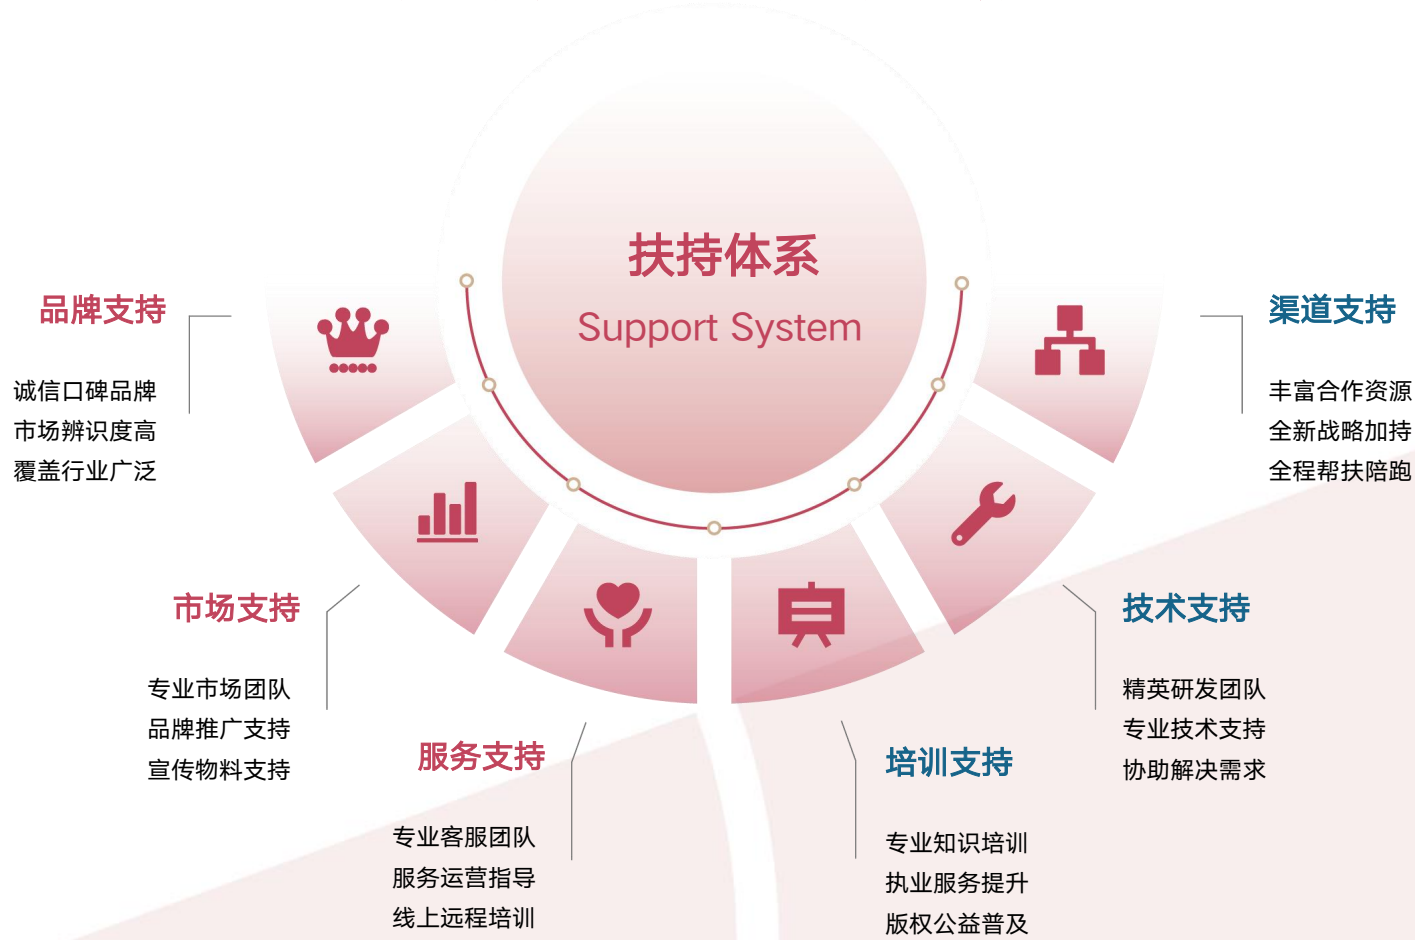 扶持体系
Support System
品牌支持
诚信口碑品牌
市场辨识度高
覆盖行业广泛
市场支持
专业市场团队
品牌推广支持
宣传物料支持
服务支持
专业客服团队
服务运营指导
线上远程培训
培训支持
专业知识培训
执业服务提升
版权公益普及
技术支持
精英研发团队
专业技术支持
协助解决需求
渠道支持
丰富合作资源
全新战略加持
全程帮扶陪跑